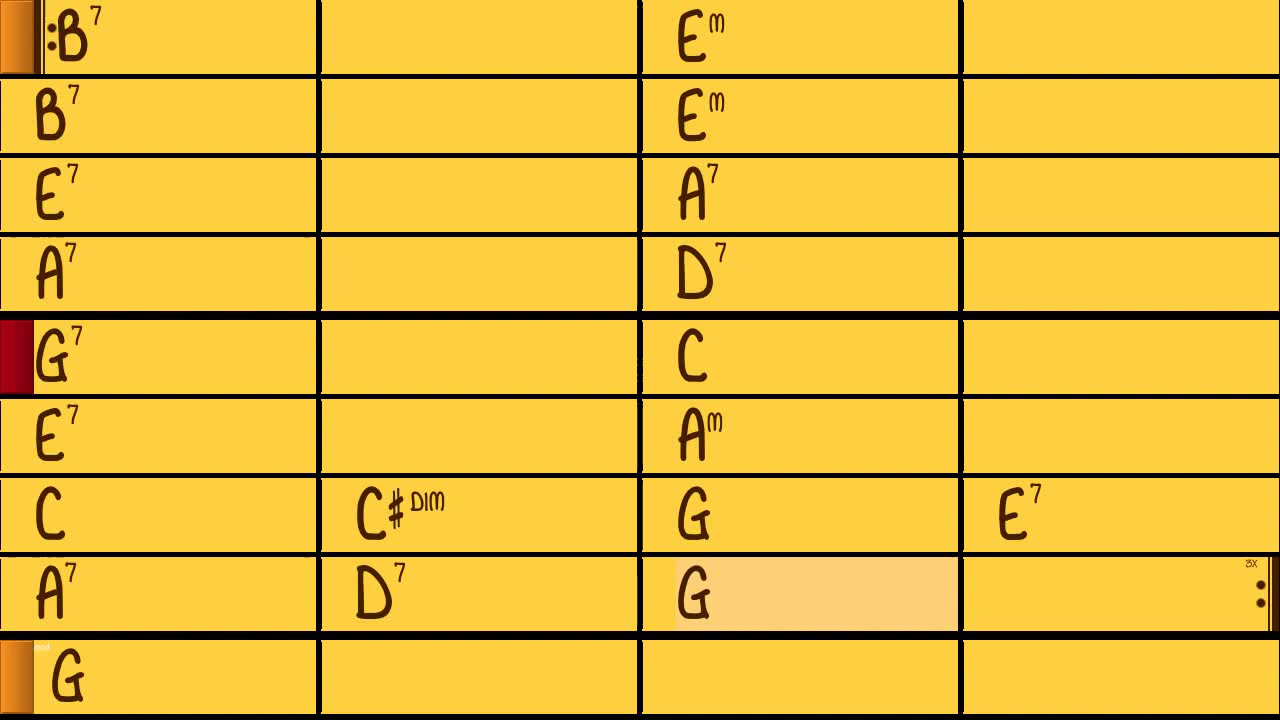 B7 Em
B7 Em
E7 A7
A7 D7
G7 C
E7 Am
C C#DIM G E7
A7 D7 G 3X
G